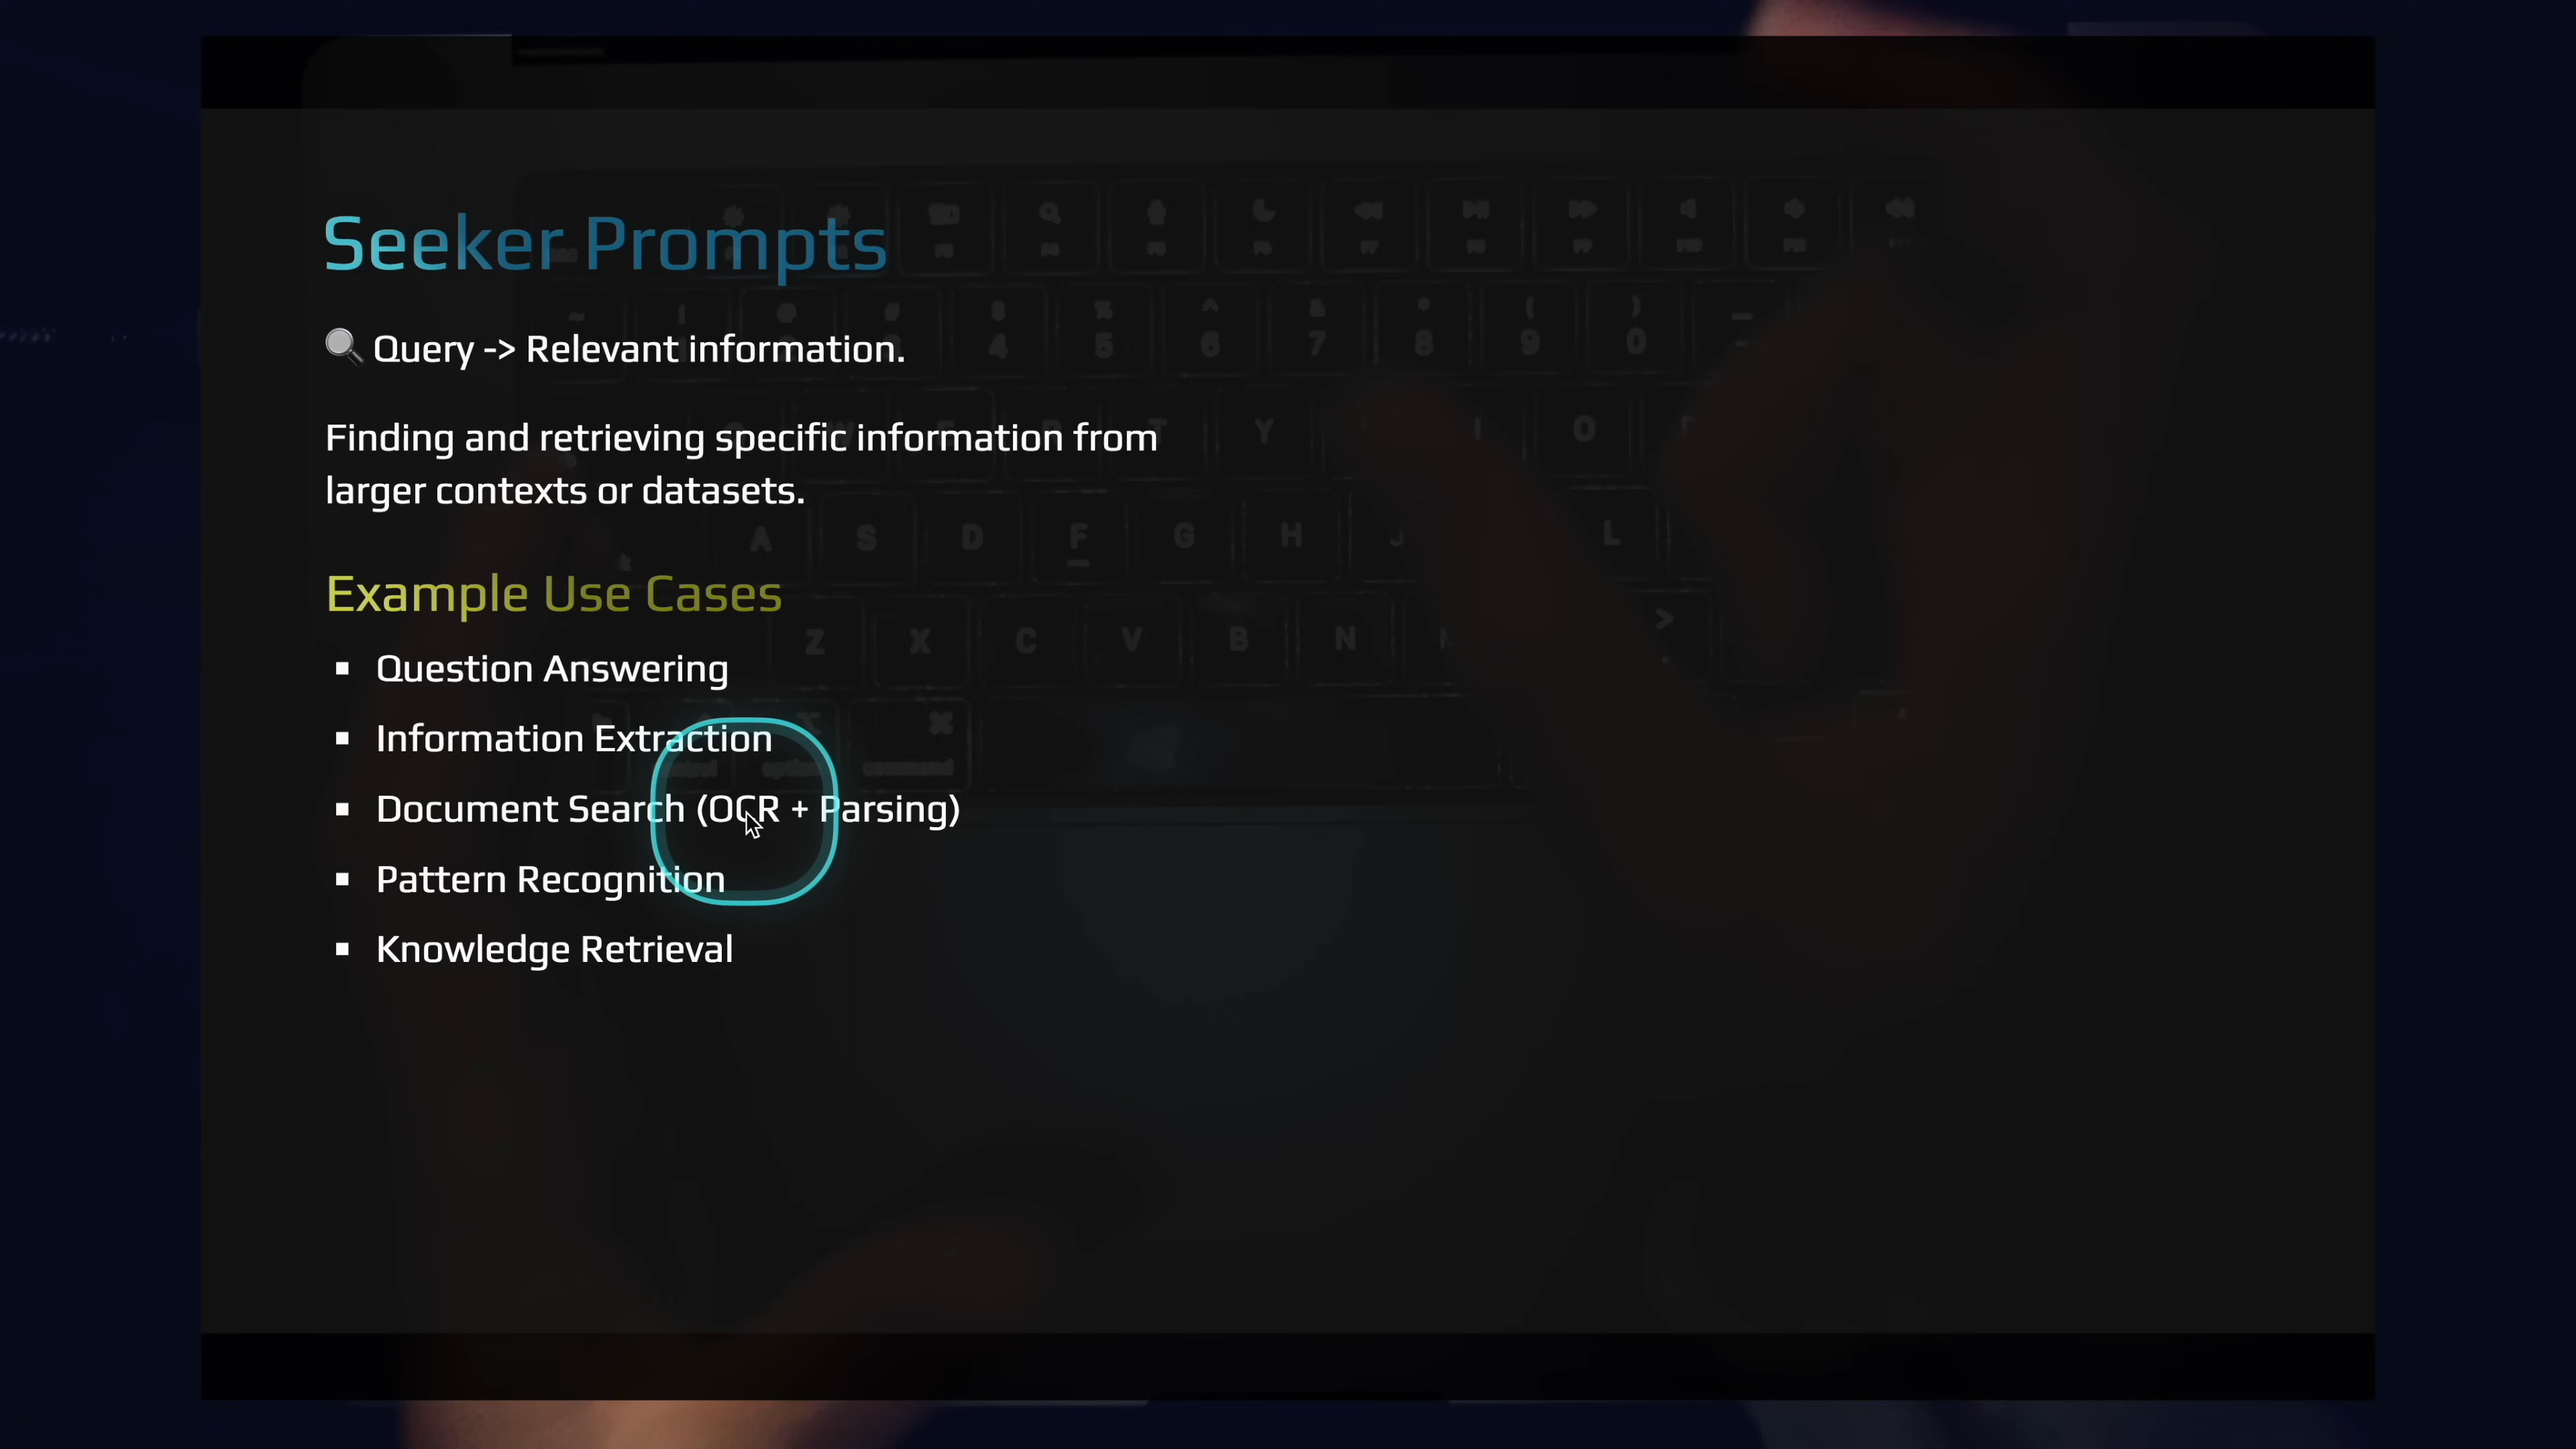 Seeker Prompts
🔍 Query -> Relevant information.
Finding and retrieving specific information from
larger contexts or datasets.
Example Use Cases
▪ Question Answering
▪ Information Extraction
▪ Document Search (OCR + Parsing)
▪ Pattern Recognition
▪ Knowledge Retrieval